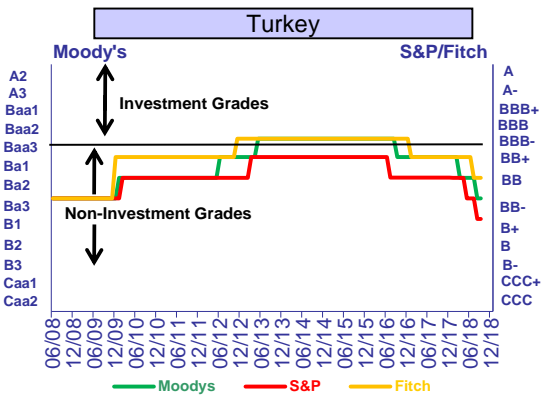 Turkey
Moody's
S&P/Fitch
A2
A3
Baa1
Baa2
Baa3
Ba1
Ba2
Ba3
B1
B2
B3
Caa1
Caa2
Investment Grades
Non-Investment Grades
A
A-
BBB+
BBB
BBB-
BB+
BB
BB-
B+
B
B-
CCC+
CCC
06/08
12/08
06/09
12/09
06/10
12/10
06/11
12/11
06/12
12/12
06/13
12/13
06/14
12/14
06/15
12/15
06/16
12/16
06/17
12/17
06/18
12/18
Moodys
S&P
Fitch